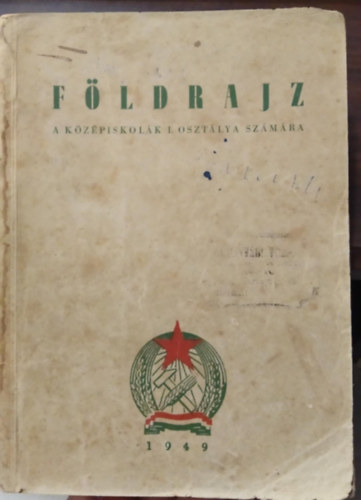 FÖLDRAJZ
A KÖZÉPISKOLÁK I. OSZTÁLYA SZÁMÁRA
1949